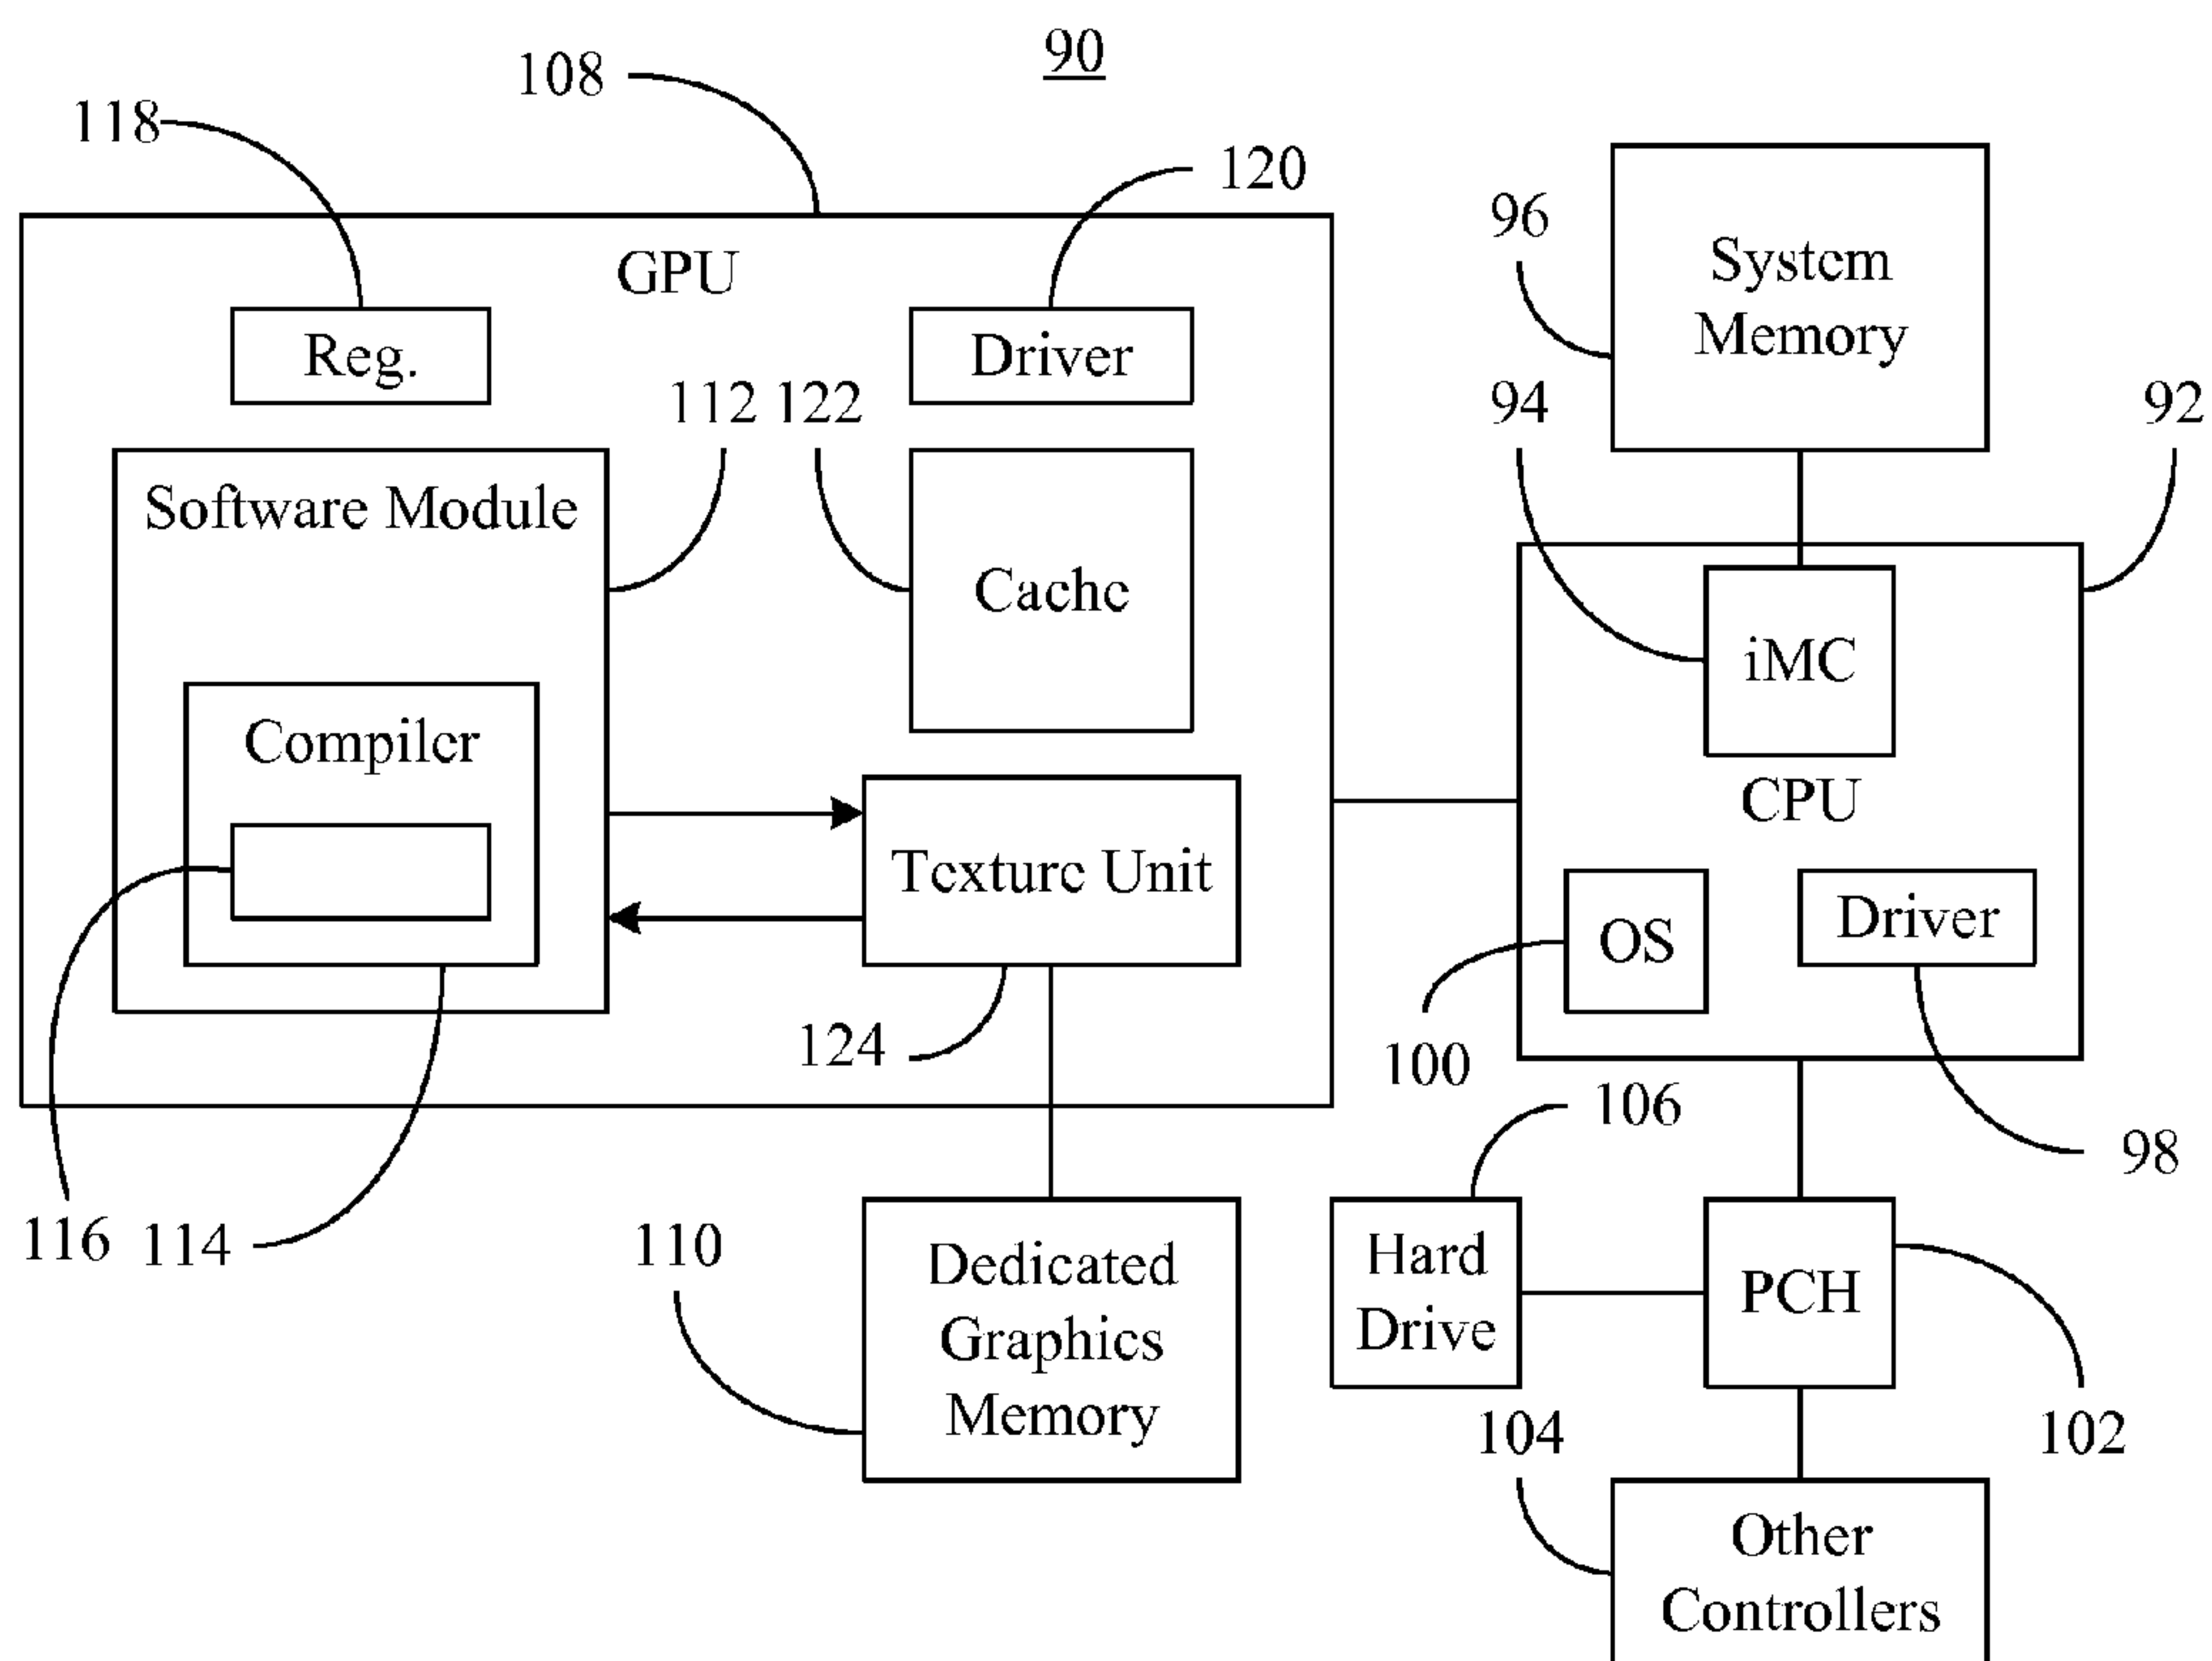 90
108
118
120
GPU
96
System
Memory
Reg.
Driver
112
122
94
92
Software Module
Cache
iMC
Compiler
CPU
Texture Unit
OS
Driver
124
100
106
98
116
114
110
Dedicated
Graphics
Memory
Hard
Drive
PCH
104
102
Other
Controllers